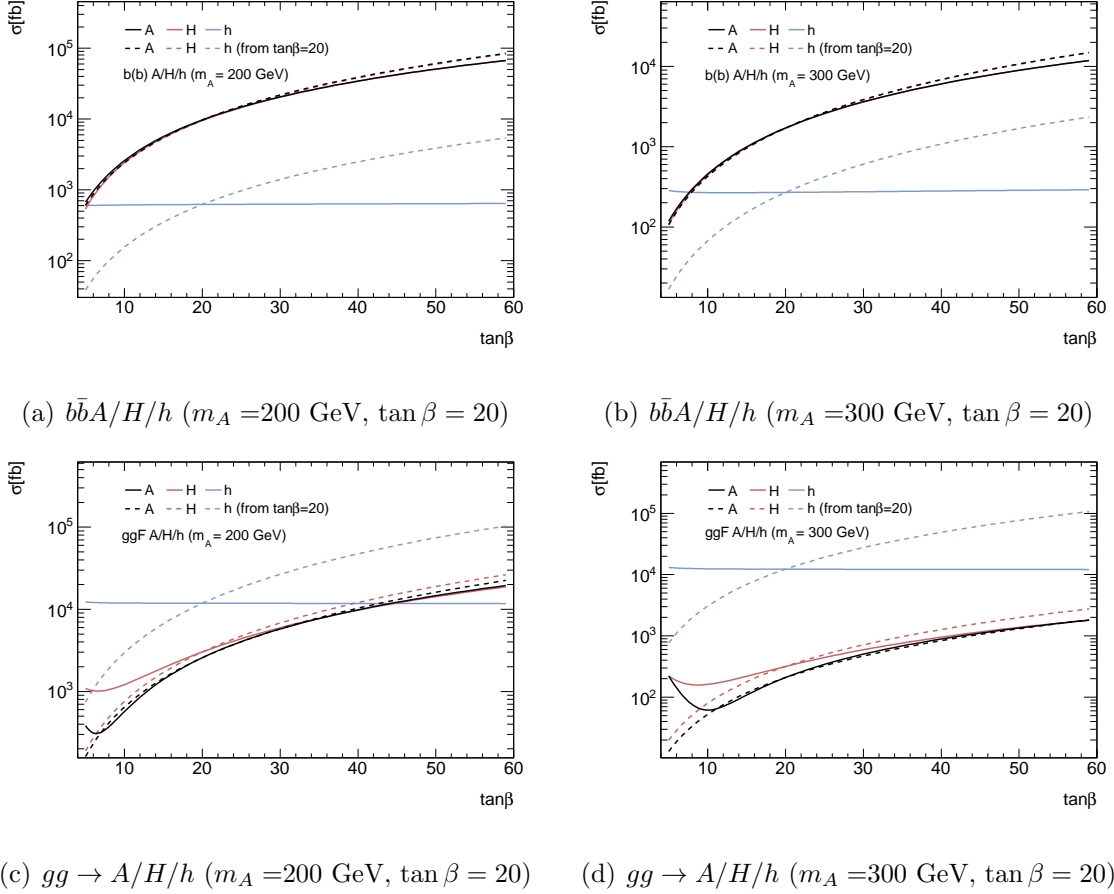 σ[fb]
A H h
A H h (from tanβ=20)
b(b) A/H/h (m_A = 200 GeV)
10^5
10^4
10^3
10^2
10 20 30 40 50 60
tanβ
(a) bb̄A/H/h (m_A =200 GeV, tan β = 20)
σ[fb]
A H h
A H h (from tanβ=20)
b(b) A/H/h (m_A = 300 GeV)
10^4
10^3
10^2
10 20 30 40 50 60
tanβ
(b) bb̄A/H/h (m_A =300 GeV, tan β = 20)
σ[fb]
A H h
A H h (from tanβ=20)
ggF A/H/h (m_A = 200 GeV)
10^5
10^4
10^3
10 20 30 40 50 60
tanβ
(c) gg → A/H/h (m_A =200 GeV, tan β = 20)
σ[fb]
A H h
A H h (from tanβ=20)
ggF A/H/h (m_A = 300 GeV)
10^5
10^4
10^3
10^2
10 20 30 40 50 60
tanβ
(d) gg → A/H/h (m_A =300 GeV, tan β = 20)